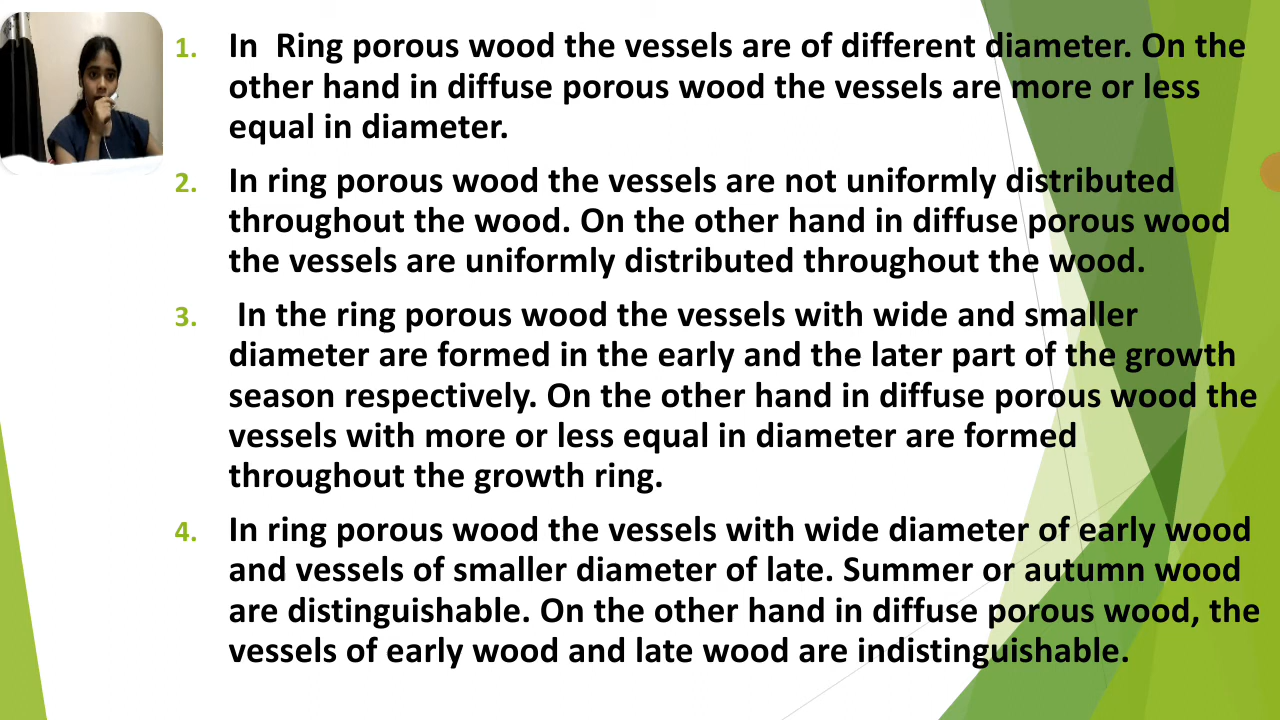 1. In  Ring porous wood the vessels are of different diameter. On the
other hand in diffuse porous wood the vessels are more or less
equal in diameter.
2. In ring porous wood the vessels are not uniformly distributed
throughout the wood. On the other hand in diffuse porous wood
the vessels are uniformly distributed throughout the wood.
3. In the ring porous wood the vessels with wide and smaller
diameter are formed in the early and the later part of the growth
season respectively. On the other hand in diffuse porous wood the
vessels with more or less equal in diameter are formed
throughout the growth ring.
4. In ring porous wood the vessels with wide diameter of early wood
and vessels of smaller diameter of late. Summer or autumn wood
are distinguishable. On the other hand in diffuse porous wood, the
vessels of early wood and late wood are indistinguishable.